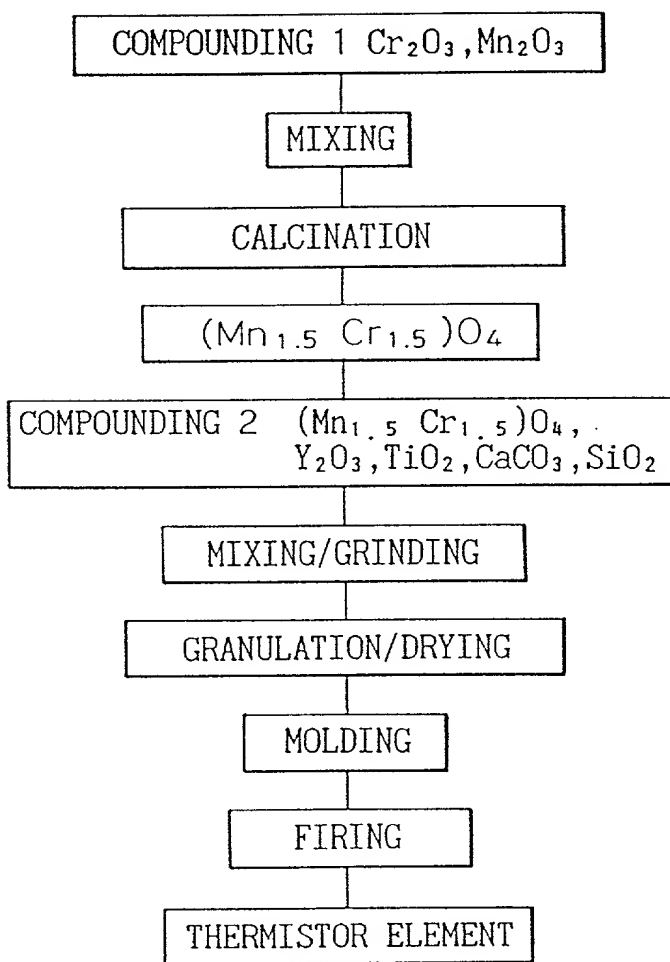 COMPOUNDING 1 Cr₂O₃,Mn₂O₃
MIXING
CALCINATION
(Mn₁.₅ Cr₁.₅)O₄
COMPOUNDING 2 (Mn₁.₅ Cr₁.₅)O₄,
Y₂O₃,TiO₂,CaCO₃,SiO₂
MIXING/GRINDING
GRANULATION/DRYING
MOLDING
FIRING
THERMISTOR ELEMENT